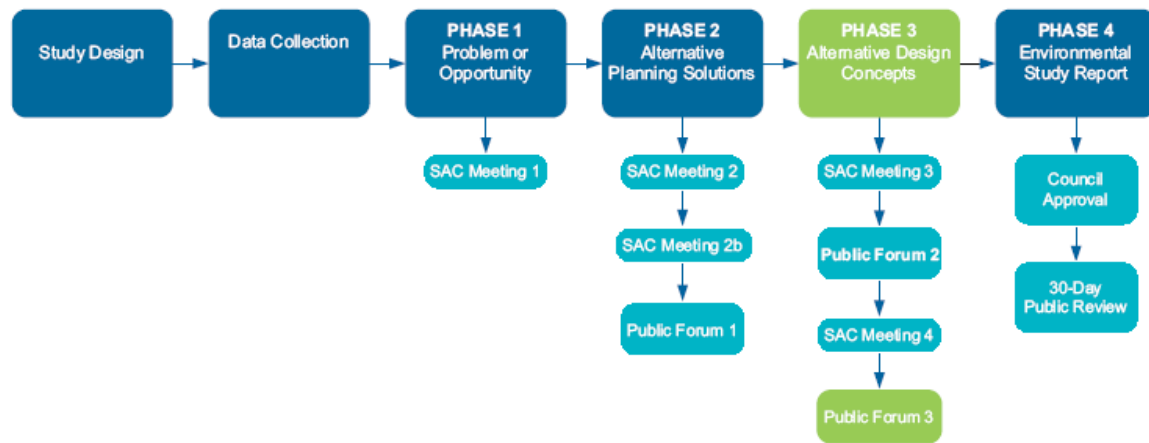 Study Design
Data Collection
PHASE 1
Problem or
Opportunity
PHASE 2
Alternative
Planning Solutions
PHASE 3
Alternative Design
Concepts
PHASE 4
Environmental
Study Report
SAC Meeting 1
SAC Meeting 2
SAC Meeting 2b
Public Forum 1
SAC Meeting 3
Public Forum 2
SAC Meeting 4
Public Forum 3
Council
Approval
30-Day
Public Review